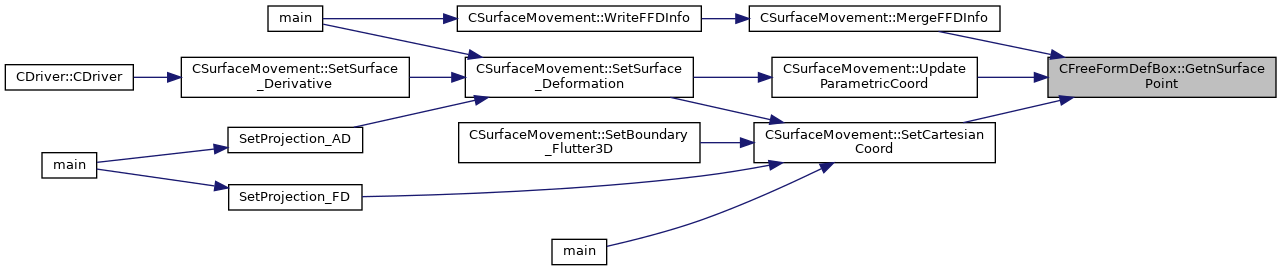 main
CSurfaceMovement::WriteFFDInfo
CSurfaceMovement::MergeFFDInfo
CDriver::CDriver
CSurfaceMovement::SetSurface
_Derivative
CSurfaceMovement::SetSurface
_Deformation
CSurfaceMovement::Update
ParametricCoord
CFreeFormDefBox::GetnSurface
Point
SetProjection_AD
CSurfaceMovement::SetBoundary
_Flutter3D
CSurfaceMovement::SetCartesian
Coord
main
SetProjection_FD
main